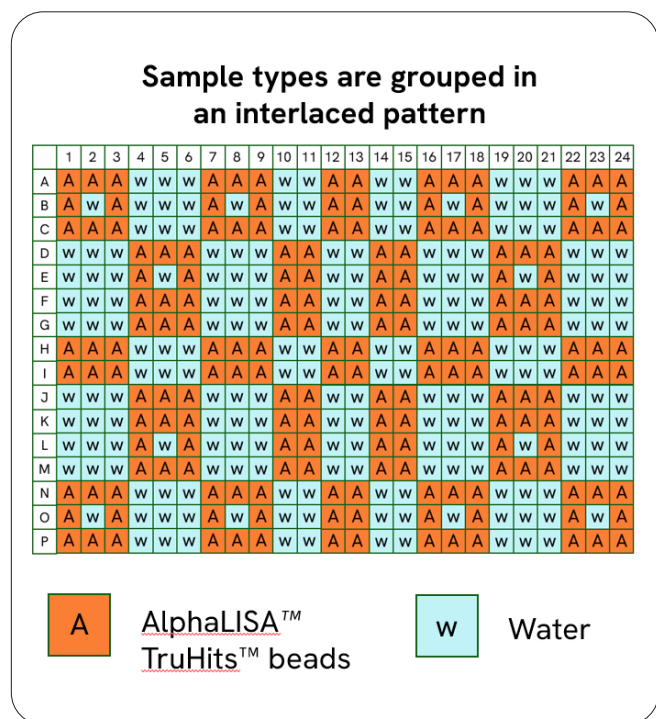 Sample types are grouped in
an interlaced pattern
1 2 3 4 5 6 7 8 9 10 11 12 13 14 15 16 17 18 19 20 21 22 23 24
A A A A w w w A A A w w A A w w A A A w w w A A A
B A w A w w w A w A w w A A w w A w A w w w A w A
C A A A w w w A A A w w A A w w A A A w w w A A A
D w w w A A A w w w A A w w A A w w w A A A w w w
E w w w A w A w w w A A w w A A w w w A w A w w w
F w w w A A A w w w A A w w A A w w w A A A w w w
G w w w A A A w w w A A w w A A w w w A A A w w w
H A A A w w w A A A w w A A w w A A A w w w A A A
I A A A w w w A A A w w A A w w A A A w w w A A A
J w w w A A A w w w A A w w A A w w w A A A w w w
K w w w A A A w w w A A w w A A w w w A A A w w w
L w w w A w A w w w A A w w A A w w w A w A w w w
M w w w A A A w w w A A w w A A w w w A A A w w w
N A A A w w w A A A w w A A w w A A A w w w A A A
O A w A w w w A w A w w A A w w A w A w w w A w A
P A A A w w w A A A w w A A w w A A A w w w A A A
A AlphaLISA™
TruHits™ beads
w Water